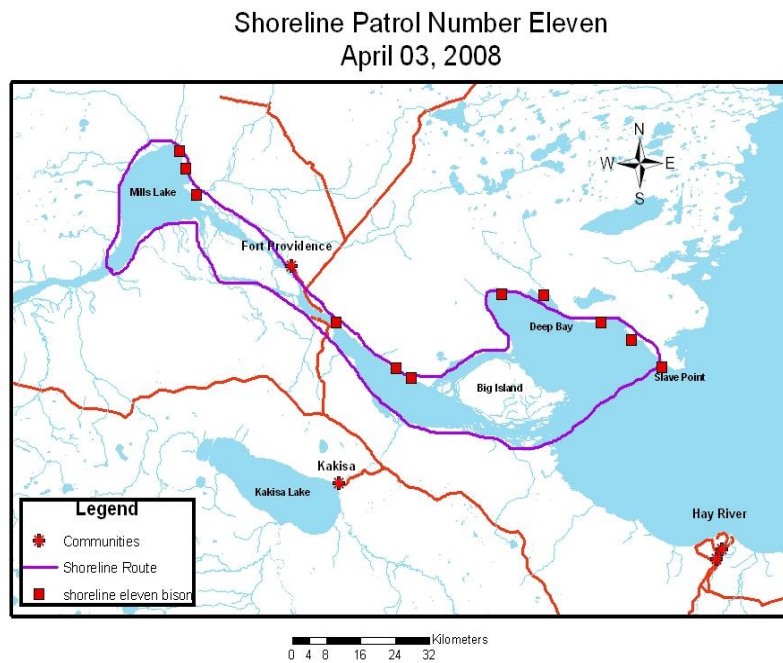 Shoreline Patrol Number Eleven
April 03, 2008
N
W E
S
Mills Lake
Fort Providence
Deep Bay
Big Island
Slave Point
Kakisa
Kakisa Lake
Hay River
Legend
Communities
Shoreline Route
shoreline eleven bison
Kilometers
0 4 8 16 24 32